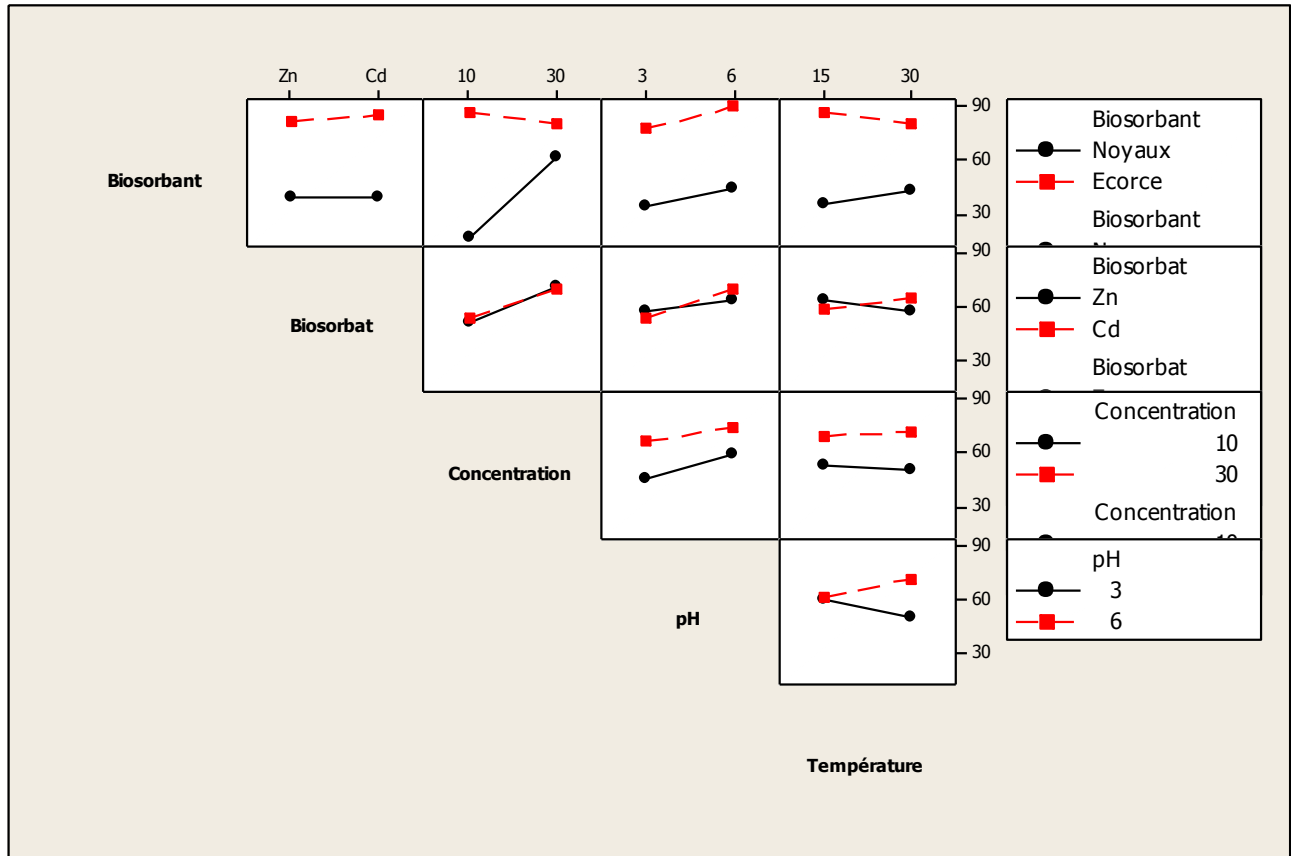 Zn Cd 10 30 3 6 15 30
Biosorbant
90
60
30
Biosorbant
Noyaux
Ecorce
Biosorbant
Biosorbat
90
60
30
Biosorbat
Zn
Cd
Biosorbat
Concentration
90
60
30
Concentration
10
30
Concentration
pH
90
60
30
pH
3
6
Température